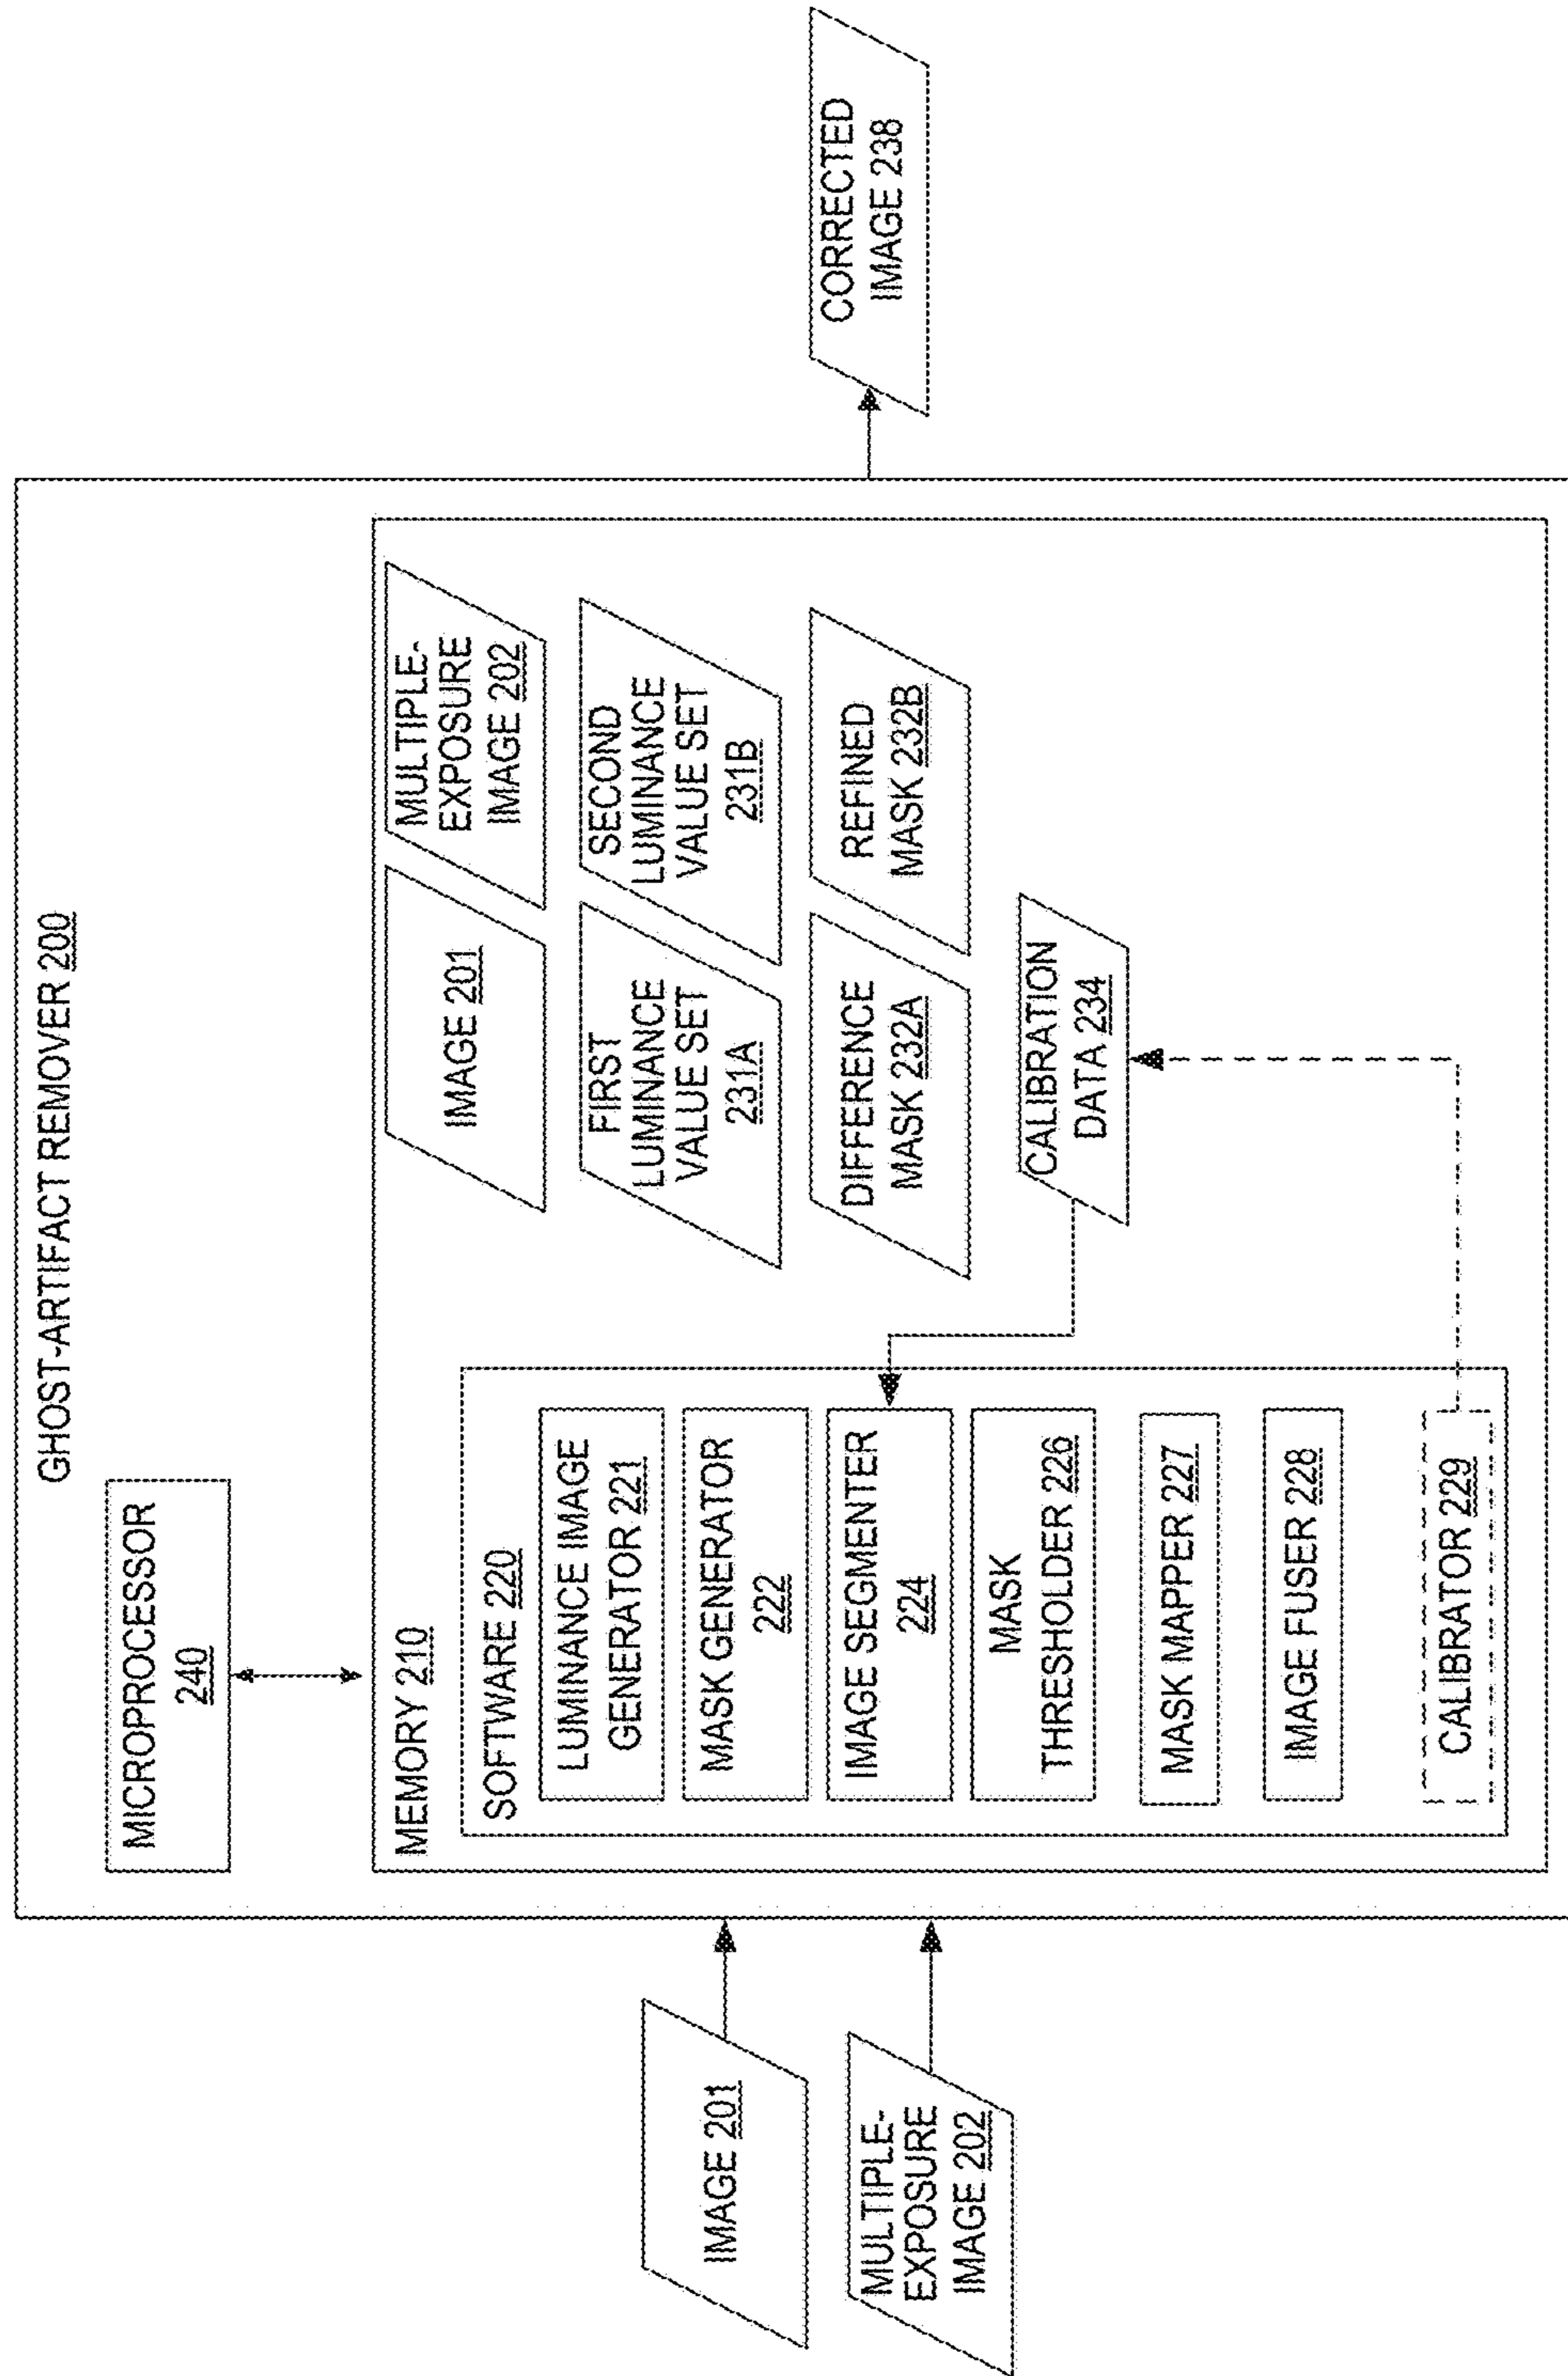 GHOST-ARTIFACT REMOVER 200
MICROPROCESSOR
240
MEMORY 210
SOFTWARE 220
LUMINANCE IMAGE
GENERATOR 221
MASK GENERATOR
222
IMAGE SEGMENTER
224
MASK
THRESHOLDER 226
MASK MAPPER 227
IMAGE FUSER 228
CALIBRATOR 229
IMAGE 201
MULTIPLE-
EXPOSURE
IMAGE 202
FIRST
LUMINANCE
VALUE SET
231A
SECOND
LUMINANCE
VALUE SET
231B
DIFFERENCE
MASK 232A
REFINED
MASK 232B
CALIBRATION
DATA 234
IMAGE 201
MULTIPLE-
EXPOSURE
IMAGE 202
CORRECTED
IMAGE 238